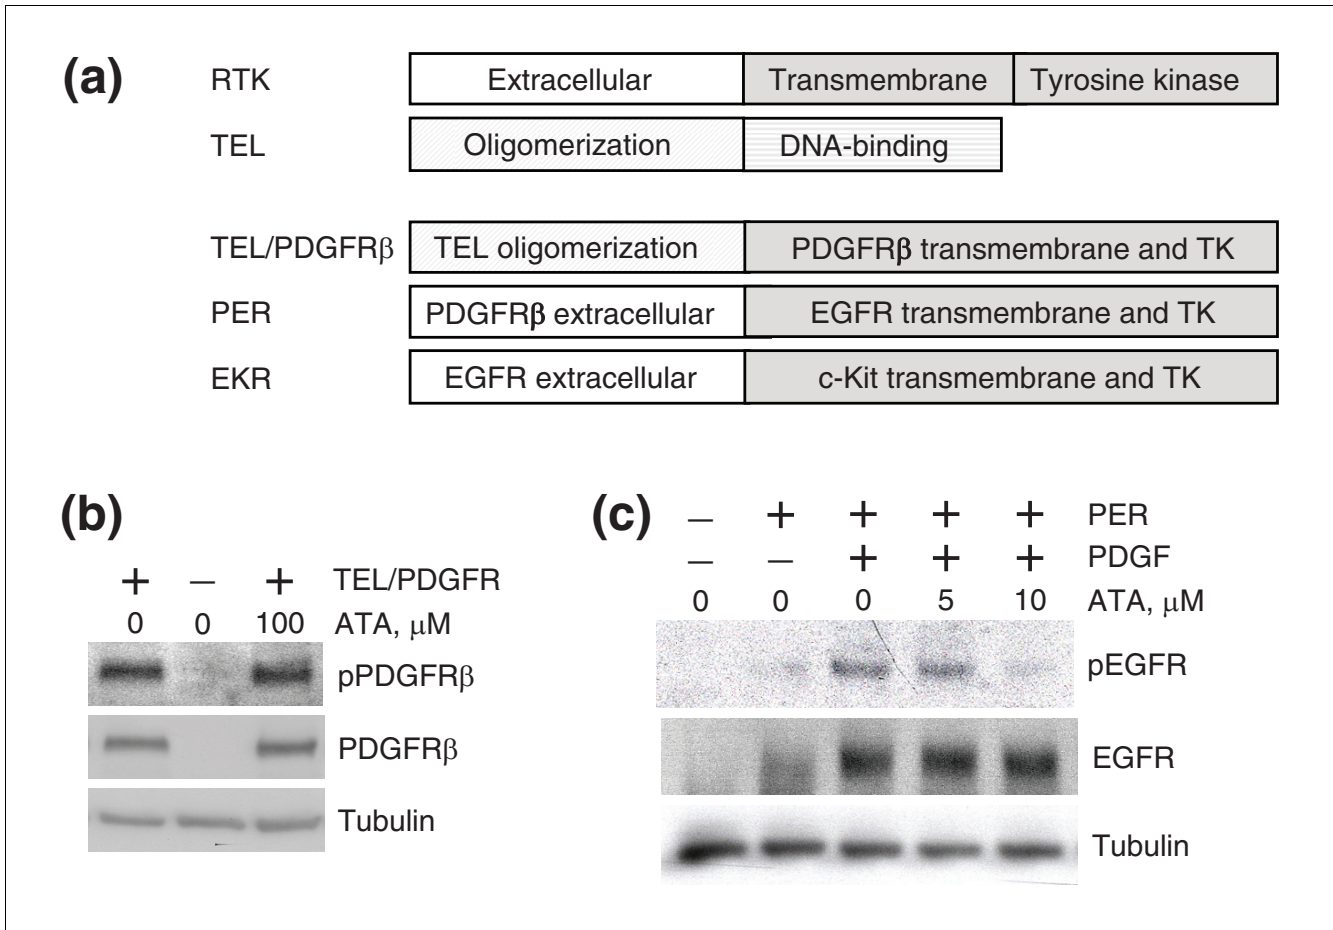 (a)
RTK Extracellular Transmembrane Tyrosine kinase
TEL Oligomerization DNA-binding
TEL/PDGFRβ TEL oligomerization PDGFRβ transmembrane and TK
PER PDGFRβ extracellular EGFR transmembrane and TK
EKR EGFR extracellular c-Kit transmembrane and TK
(b)
+ – + TEL/PDGFR
0 0 100 ATA, μM
pPDGFRβ
PDGFRβ
Tubulin
(c)
– + + + + PER
– – + + + PDGF
0 0 0 5 10 ATA, μM
pEGFR
EGFR
Tubulin